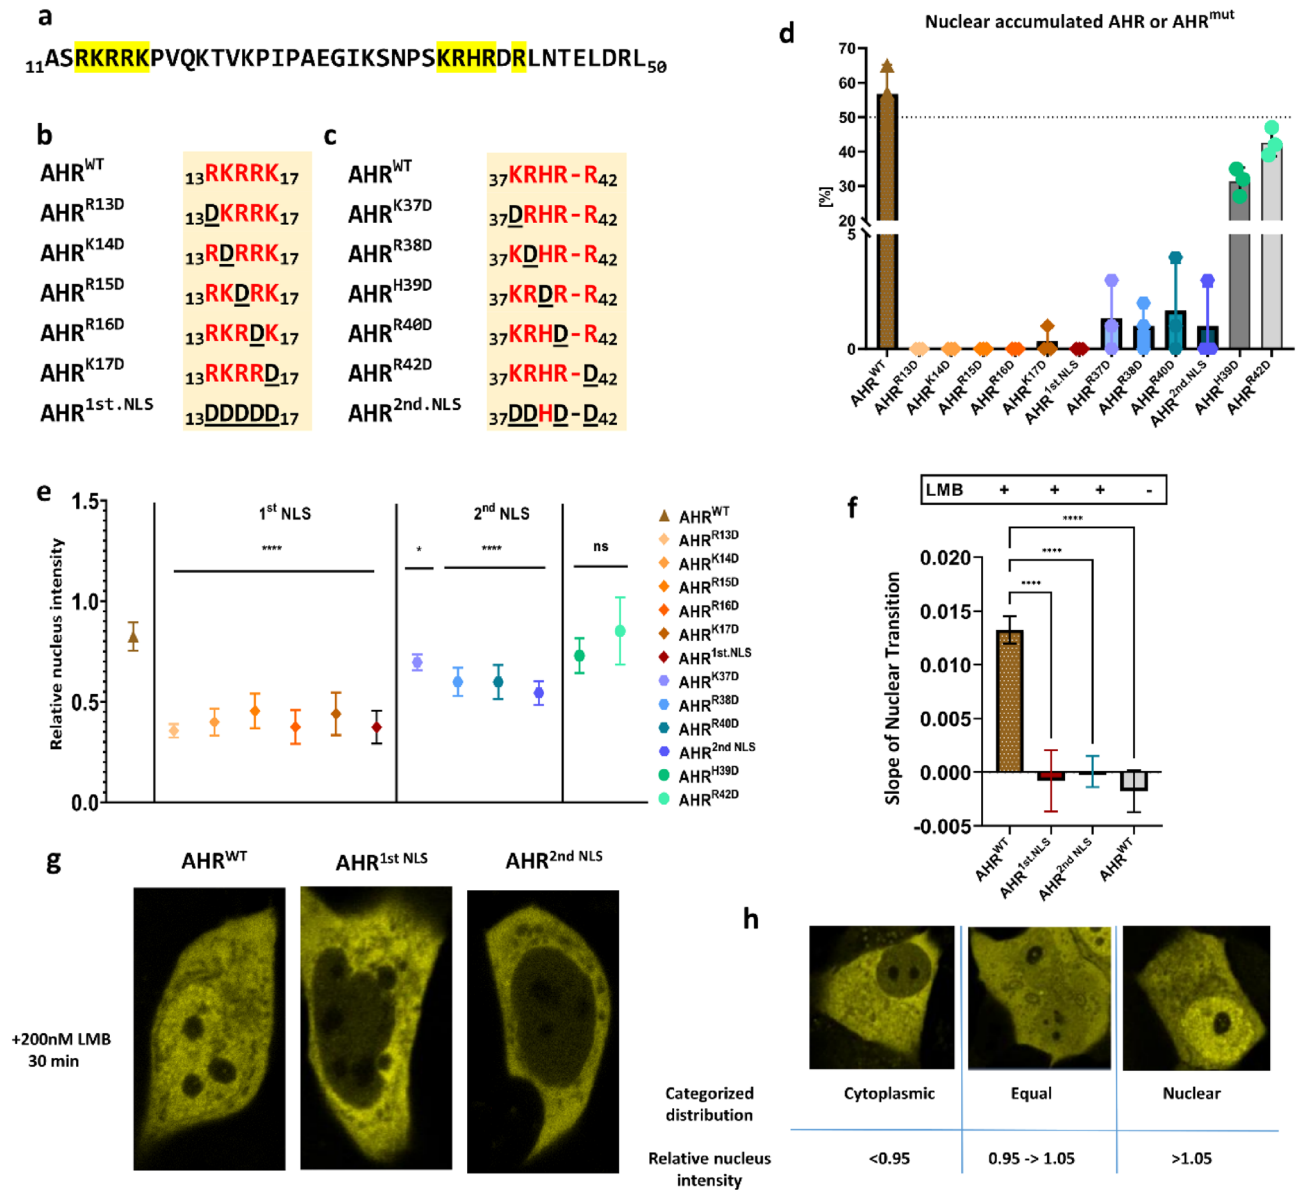 a
11ASRKRRKPVQKTVKPIPAEGIKSNPSKRHRDRLNTELDRL50
b
AHRWT 13RKRRK17
AHRR13D 13DKRRK17
AHRK14D 13RDRRK17
AHRR15D 13RKDRK17
AHRR16D 13RKRDK17
AHRK17D 13RKRRD17
AHR1st.NLS 13DDDDD17
c
AHRWT 37KRHR-R42
AHRK37D 37DRHR-R42
AHRR38D 37KDHR-R42
AHRH39D 37KRDR-R42
AHRR40D 37KRHD-R42
AHRR42D 37KRHR-D42
AHR2nd.NLS 37DDHD-D42
d
Nuclear accumulated AHR or AHRmut
[%]
70
60
50
40
30
20
5
0
AHRWT
AHRR13D
AHRK14D
AHRR15D
AHRR16D
AHRK17D
AHR1st.NLS
AHRR37D
AHRR38D
AHRR40D
AHR2nd.NLS
AHRH39D
AHRR42D
e
Relative nucleus intensity
1.5
1.0
0.5
0.0
1st NLS
****
2nd NLS
*
****
ns
AHRWT
AHRR13D
AHRK14D
AHRR15D
AHRR16D
AHRK17D
AHR1st.NLS
AHRK37D
AHRR38D
AHRR40D
AHR2nd NLS
AHRH39D
AHRR42D
f
LMB + + + -
****
****
****
Slope of Nuclear Transition
0.020
0.015
0.010
0.005
0.000
-0.005
AHRWT
AHR1st.NLS
AHR2nd NLS
AHRWT
g
AHRWT
AHR1st NLS
AHR2nd NLS
+200nM LMB
30 min
h
Categorized
distribution
Cytoplasmic
Equal
Nuclear
Relative nucleus
intensity
<0.95
0.95 -> 1.05
>1.05